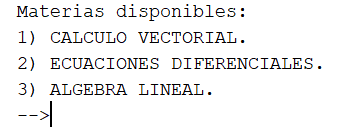 Materias disponibles:
1) CALCULO VECTORIAL.
2) ECUACIONES DIFERENCIALES.
3) ALGEBRA LINEAL.
-->